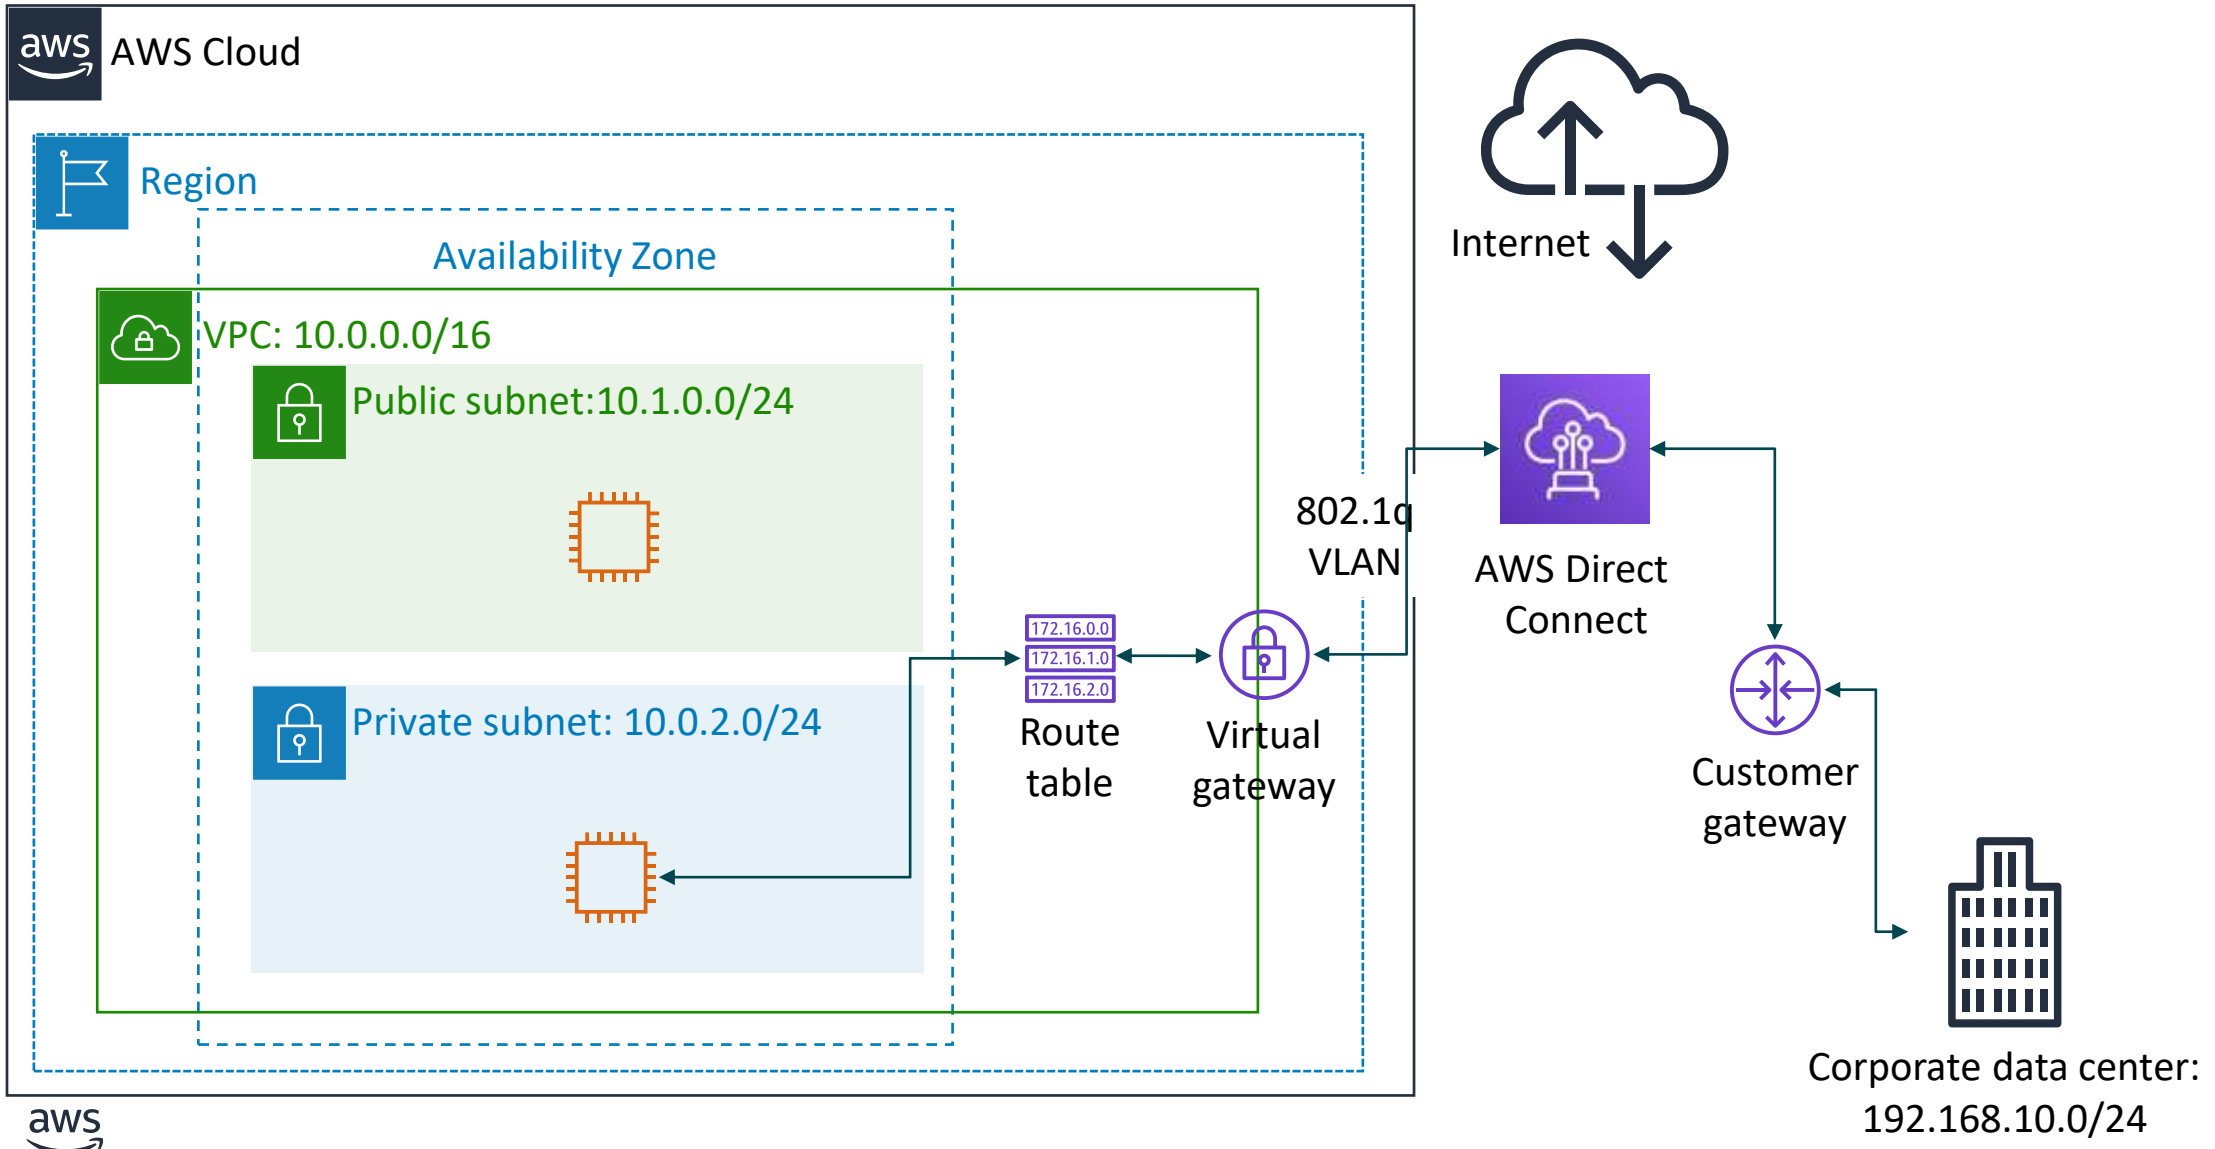 aws
AWS Cloud
Region
Availability Zone
VPC: 10.0.0.0/16
Public subnet:10.1.0.0/24
Private subnet: 10.0.2.0/24
172.16.0.0
172.16.1.0
172.16.2.0
Route
table
Virtual
gateway
802.1q
VLAN
Internet
AWS Direct
Connect
Customer
gateway
Corporate data center:
192.168.10.0/24
aws